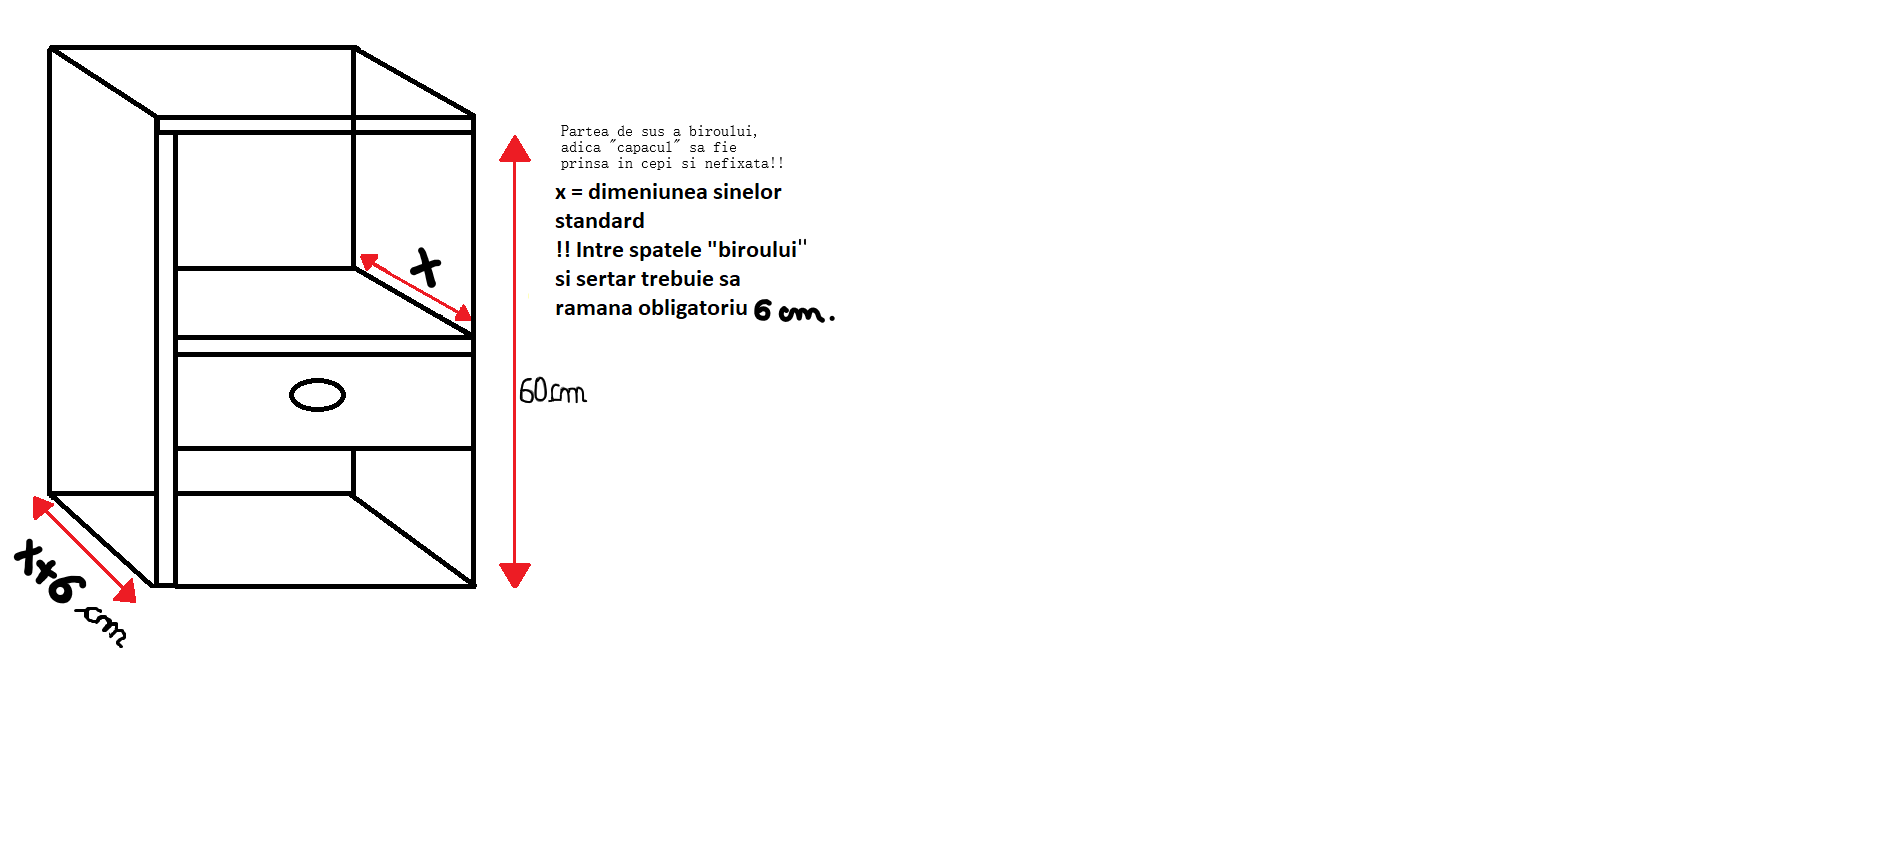 Partea de sus a biroului,
adica "capacul" sa fie
prinsa in cepi si nefixata!!
x = dimeniunea sinelor
standard
!! Intre spatele "biroului"
si sertar trebuie sa
ramana obligatoriu 6 cm.
x
60cm
x+6 cm